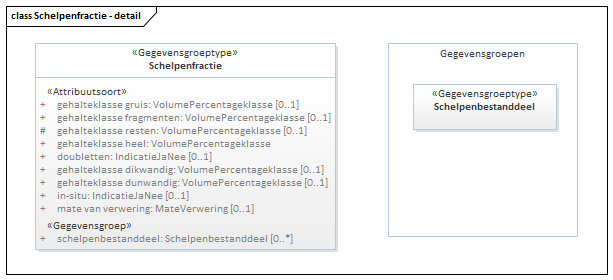 class Schelpenfractie - detail
«Gegevensgroeptype»
Schelpenfractie
«Attribuutsoort»
+ gehalteklasse gruis: VolumePercentageklasse [0..1]
+ gehalteklasse fragmenten: VolumePercentageklasse [0..1]
# gehalteklasse resten: VolumePercentageklasse [0..1]
+ gehalteklasse heel: VolumePercentageklasse
+ doubletten: IndicatieJaNee [0..1]
+ gehalteklasse dikwandig: VolumePercentageklasse [0..1]
+ gehalteklasse dunwandig: VolumePercentageklasse [0..1]
+ in-situ: IndicatieJaNee [0..1]
+ mate van verwering: MateVerwering [0..1]
«Gegevensgroep»
+ schelpenbestanddeel: Schelpenbestanddeel [0..*]
Gegevensgroepen
«Gegevensgroeptype»
Schelpenbestanddeel